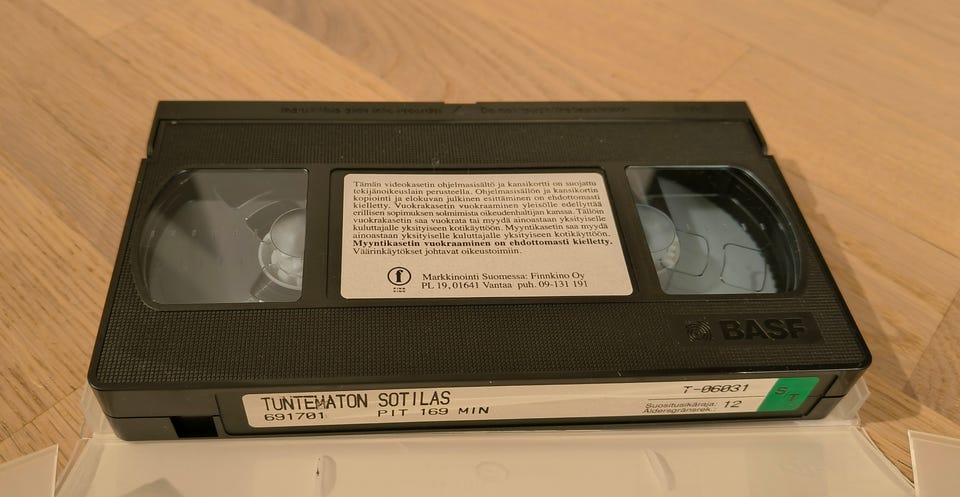 Tämän videokasetin ohjelmasisältö ja kansikortti on suojattu
tekijänoikeuslain perusteella. Ohjelmasisällön ja kansikortin
kopiointi ja elokuvan julkinen esittäminen on ehdottomasti
kielletty. Vuokrakasetin vuokraaminen yleisölle edellyttää
erillisen sopimuksen solmimista oikeudenhaltijan kanssa. Tällöin
vuokrakasetin saa vuokrata tai myydä ainoastaan yksityiselle
kuluttajalle yksityiseen kotikäyttöön. Myyntikasetin saa myydä
ainoastaan yksityiselle kuluttajalle yksityiseen kotikäyttöön.
Myyntikasetin vuokraaminen on ehdottomasti kielletty.
Väärinkäytökset johtavat oikeustoimiin.
f
FINN
KINO
Markkinointi Suomessa: Finnkino Oy
PL 19, 01641 Vantaa puh. 09-131 191
BASF
TUNTEMATON SOTILAS
691701 PIT 169 MIN
T-06031
Suositusikäraja:
Åldersgränsrek.: 12
S T